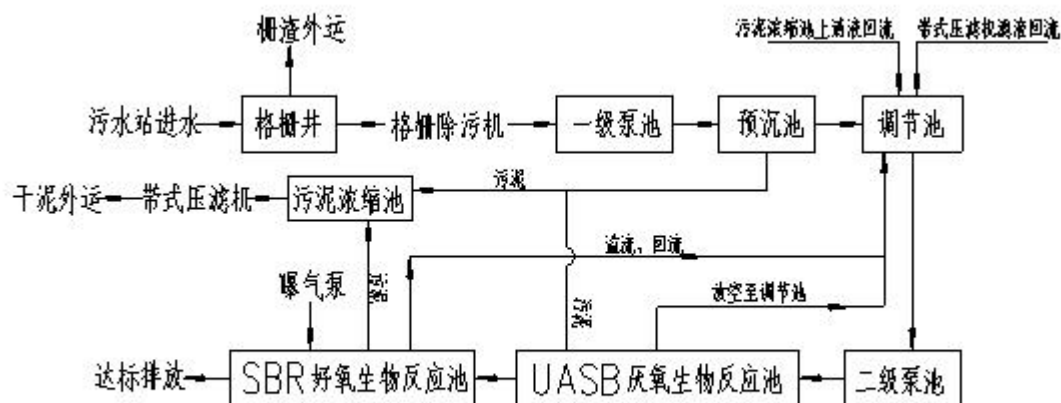 栅渣外运
污泥浓缩池上清液回流
带式压滤机滤液回流
污水站进水
格栅井
格栅除污机
一级泵池
预沉池
调节池
污泥
干泥外运
带式压滤机
污泥浓缩池
溢流、回流
曝气泵
污泥
污泥
放空至调节池
达标排放
SBR好氧生物反应池
UASB厌氧生物反应池
二级泵池